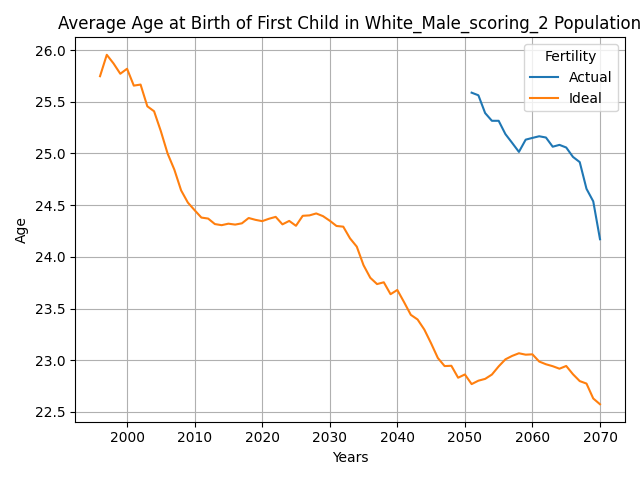 Average Age at Birth of First Child in White_Male_scoring_2 Population
Fertility
Actual
Ideal
Age
26.0
25.5
25.0
24.5
24.0
23.5
23.0
22.5
2000 2010 2020 2030 2040 2050 2060 2070
Years